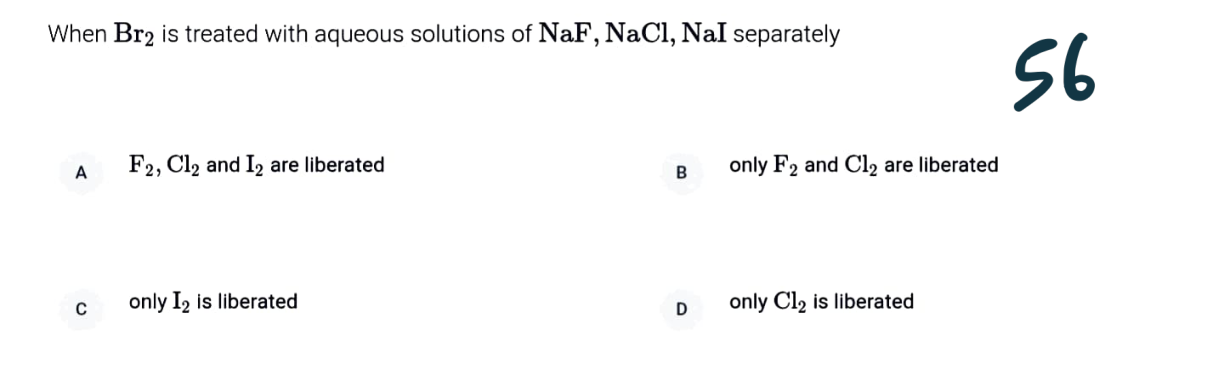 When Br₂ is treated with aqueous solutions of NaF, NaCl, NaI separately
56
A F₂, Cl₂ and I₂ are liberated
B only F₂ and Cl₂ are liberated
C only I₂ is liberated
D only Cl₂ is liberated